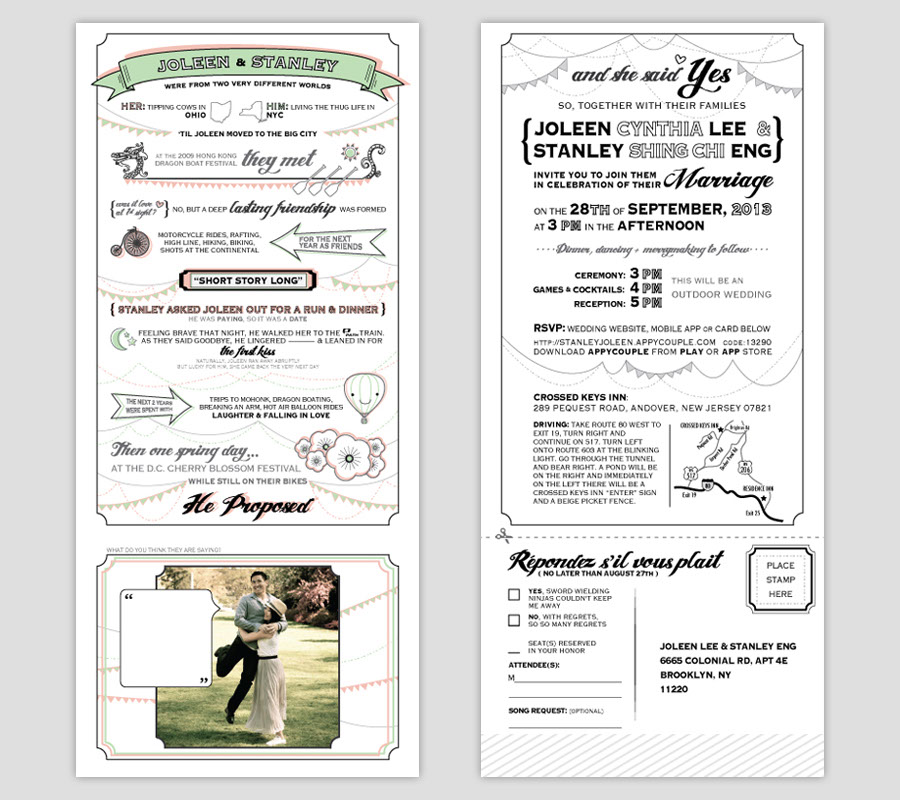 JOLEEN & STANLEY
WERE FROM TWO VERY DIFFERENT WORLDS
HER: TIPPING COWS IN
OHIO
HIM: LIVING THE THUG LIFE IN
NYC
'TIL JOLEEN MOVED TO THE BIG CITY
AT THE 2009 HONG KONG
DRAGON BOAT FESTIVAL they met
{was it love
at 1st sight?} NO, BUT A DEEP lasting friendship WAS FORMED
MOTORCYCLE RIDES, RAFTING,
HIGH LINE, HIKING, BIKING,
SHOTS AT THE CONTINENTAL
FOR THE NEXT
YEAR AS FRIENDS
"SHORT STORY LONG"
{ STANLEY ASKED JOLEEN OUT FOR A RUN & DINNER }
HE WAS PAYING, SO IT WAS A DATE
FEELING BRAVE THAT NIGHT, HE WALKED HER TO THE PATH TRAIN.
AS THEY SAID GOODBYE, HE LINGERED ——— & LEANED IN FOR
the first kiss
NATURALLY, JOLEEN RAN AWAY ABRUPTLY
BUT LUCKY FOR HIM, SHE CAME BACK THE VERY NEXT DAY
THE NEXT 2 YEARS
WERE SPENT WITH
TRIPS TO MOHONK, DRAGON BOATING,
BREAKING AN ARM, HOT AIR BALLOON RIDES
LAUGHTER & FALLING IN LOVE
Then one spring day...
AT THE D.C. CHERRY BLOSSOM FESTIVAL
WHILE STILL ON THEIR BIKES
He Proposed
WHAT DO YOU THINK THEY ARE SAYING?
“
”
and she said Yes
SO, TOGETHER WITH THEIR FAMILIES
{JOLEEN CYNTHIA LEE &
STANLEY SHING CHI ENG}
INVITE YOU TO JOIN THEM
IN CELEBRATION OF THEIR Marriage
ON THE 28TH OF SEPTEMBER, 2013
AT 3 PM IN THE AFTERNOON
····Dinner, dancing + merrymaking to follow····
CEREMONY: 3 PM
GAMES & COCKTAILS: 4 PM
RECEPTION: 5 PM
THIS WILL BE AN
OUTDOOR WEDDING
RSVP: WEDDING WEBSITE, MOBILE APP OR CARD BELOW
HTTP://STANLEYJOLEEN.APPYCOUPLE.COM CODE:13290
DOWNLOAD APPYCOUPLE FROM PLAY OR APP STORE
CROSSED KEYS INN:
289 PEQUEST ROAD, ANDOVER, NEW JERSEY 07821
DRIVING: TAKE ROUTE 80 WEST TO
EXIT 19, TURN RIGHT AND
CONTINUE ON 517. TURN LEFT
ONTO ROUTE 603 AT THE BLINKING
LIGHT. GO THROUGH THE TUNNEL
AND BEAR RIGHT. A POND WILL BE
ON THE RIGHT AND IMMEDIATELY
ON THE LEFT THERE WILL BE A
CROSSED KEYS INN "ENTER" SIGN
AND A BEIGE PICKET FENCE.
CROSSED KEYS INN
517
206
80
Exit 19
RESIDENCE INN
Exit 25
Répondez s'il vous plait
( NO LATER THAN AUGUST 27TH )
YES, SWORD WIELDING
NINJAS COULDN'T KEEP
ME AWAY
NO, WITH REGRETS,
SO SO MANY REGRETS
SEAT(S) RESERVED
IN YOUR HONOR
ATTENDEE(S):
M
SONG REQUEST: (OPTIONAL)
PLACE
STAMP
HERE
JOLEEN LEE & STANLEY ENG
6665 COLONIAL RD, APT 4E
BROOKLYN, NY
11220